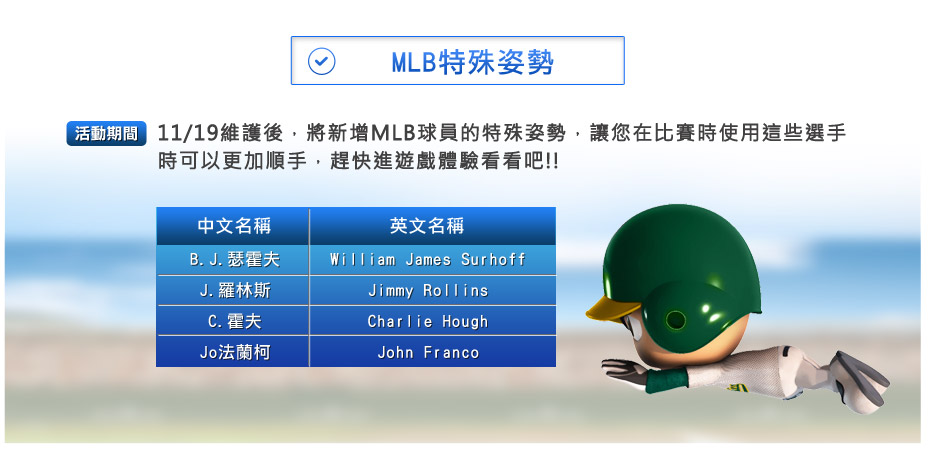 MLB特殊姿勢
活動期間 11/19維護後，將新增MLB球員的特殊姿勢，讓您在比賽時使用這些選手
時可以更加順手，趕快進遊戲體驗看看吧!!
中文名稱 英文名稱
B.J.瑟霍夫 William James Surhoff
J.羅林斯 Jimmy Rollins
C.霍夫 Charlie Hough
Jo法蘭柯 John Franco